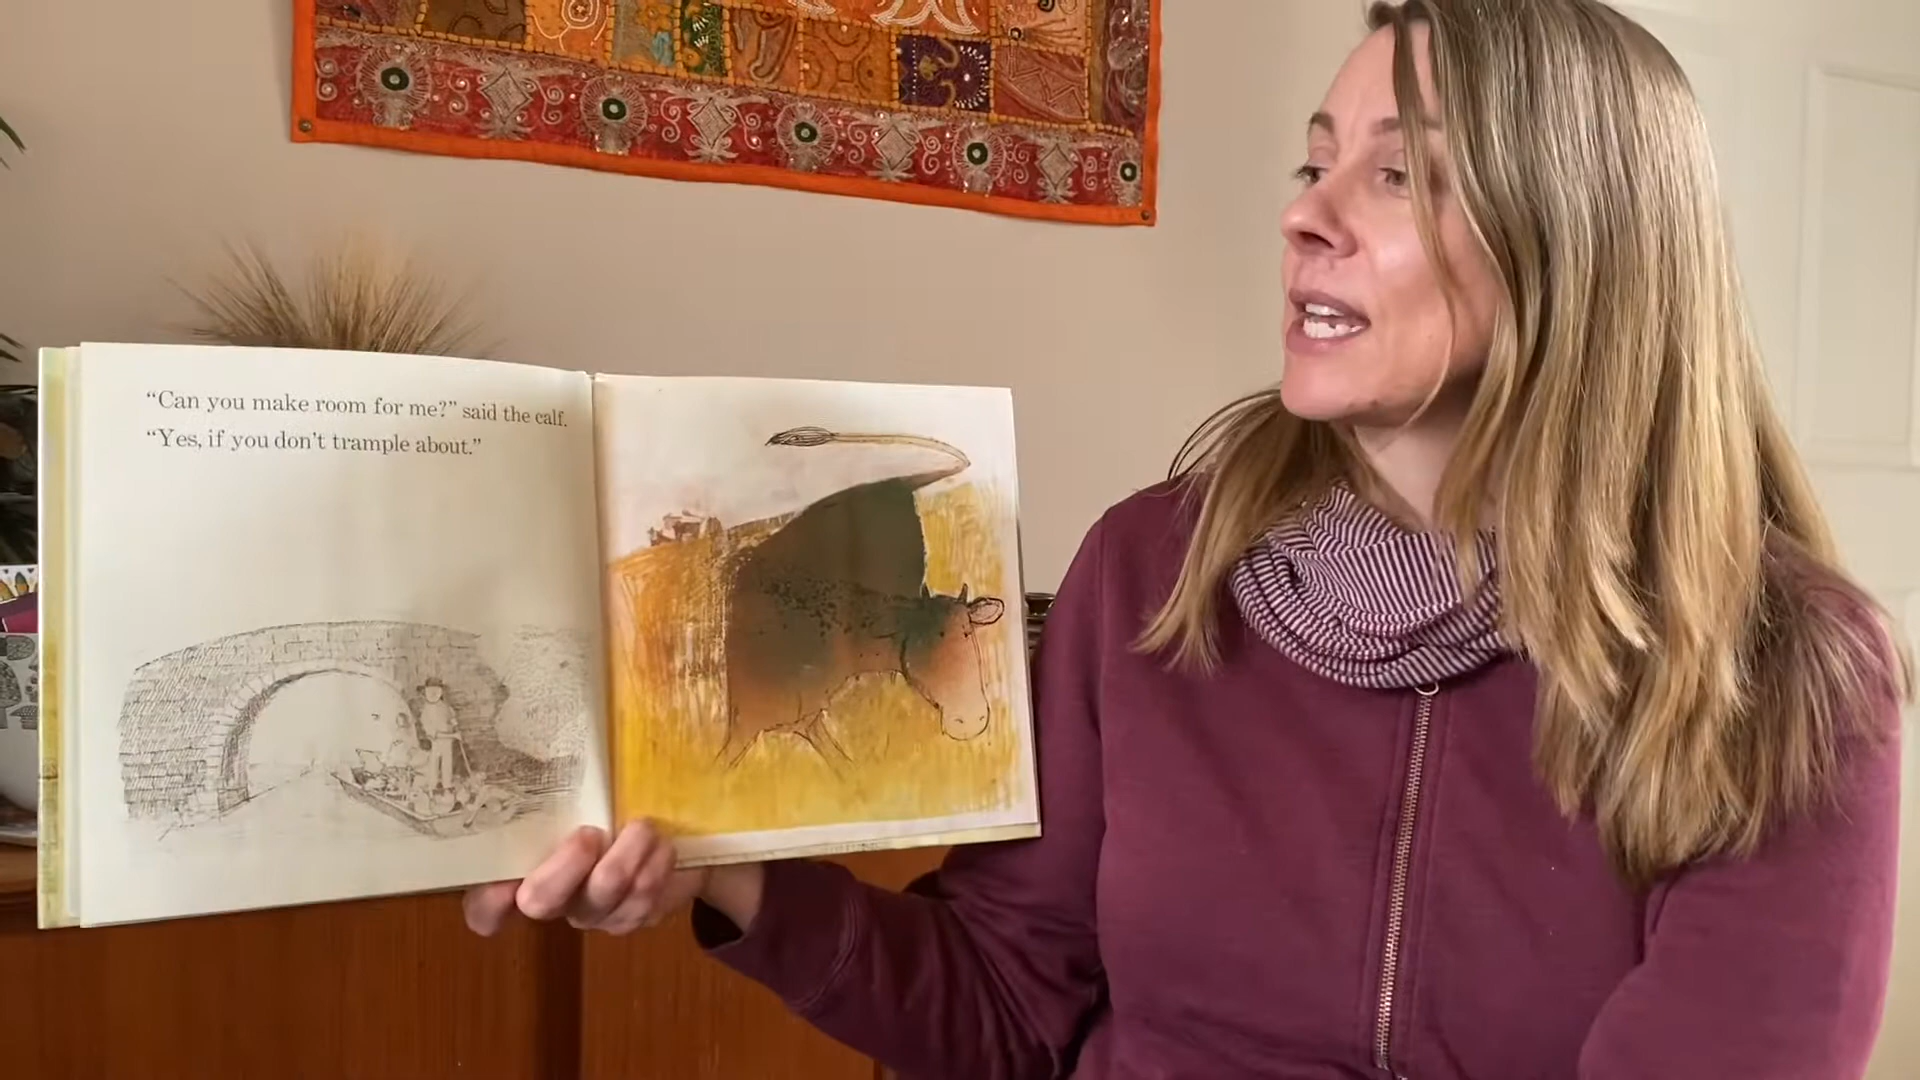 “Can you make room for me?” said the calf.
“Yes, if you don’t trample about.”